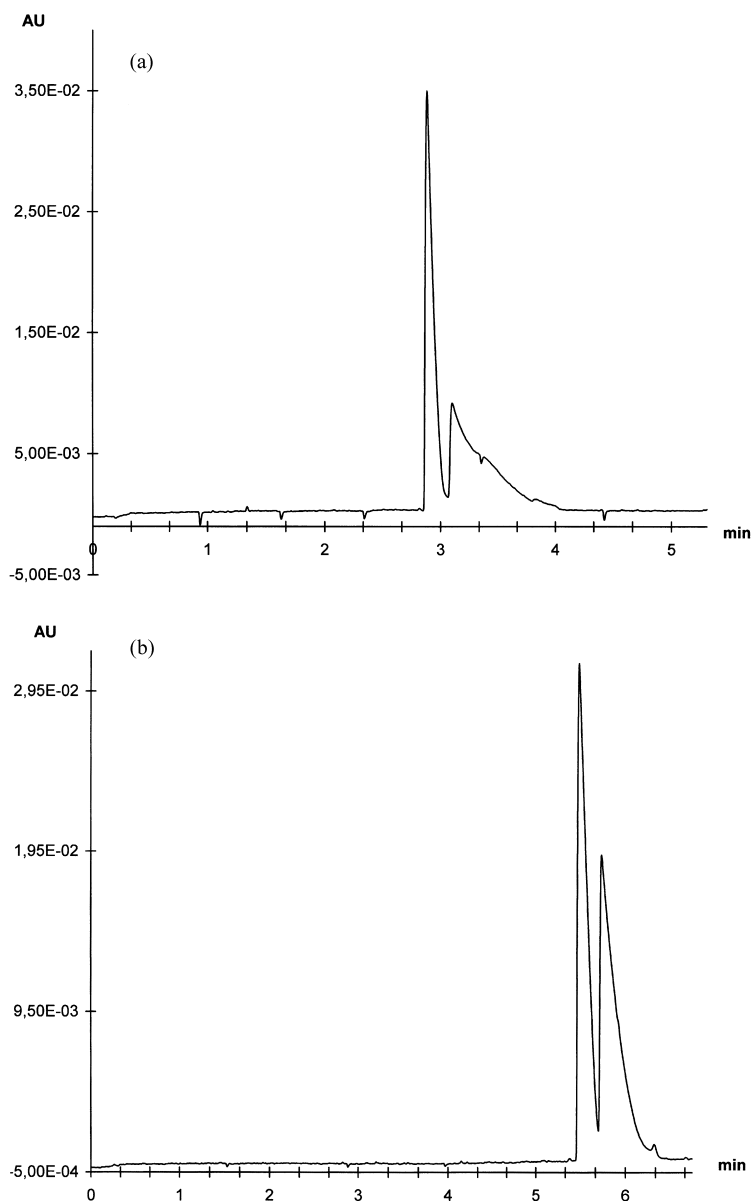 AU
(a)
3,50E-02
2,50E-02
1,50E-02
5,00E-03
0 1 2 3 4 5 min
-5,00E-03
AU
(b)
2,95E-02
1,95E-02
9,50E-03
-5,00E-04
min
0 1 2 3 4 5 6